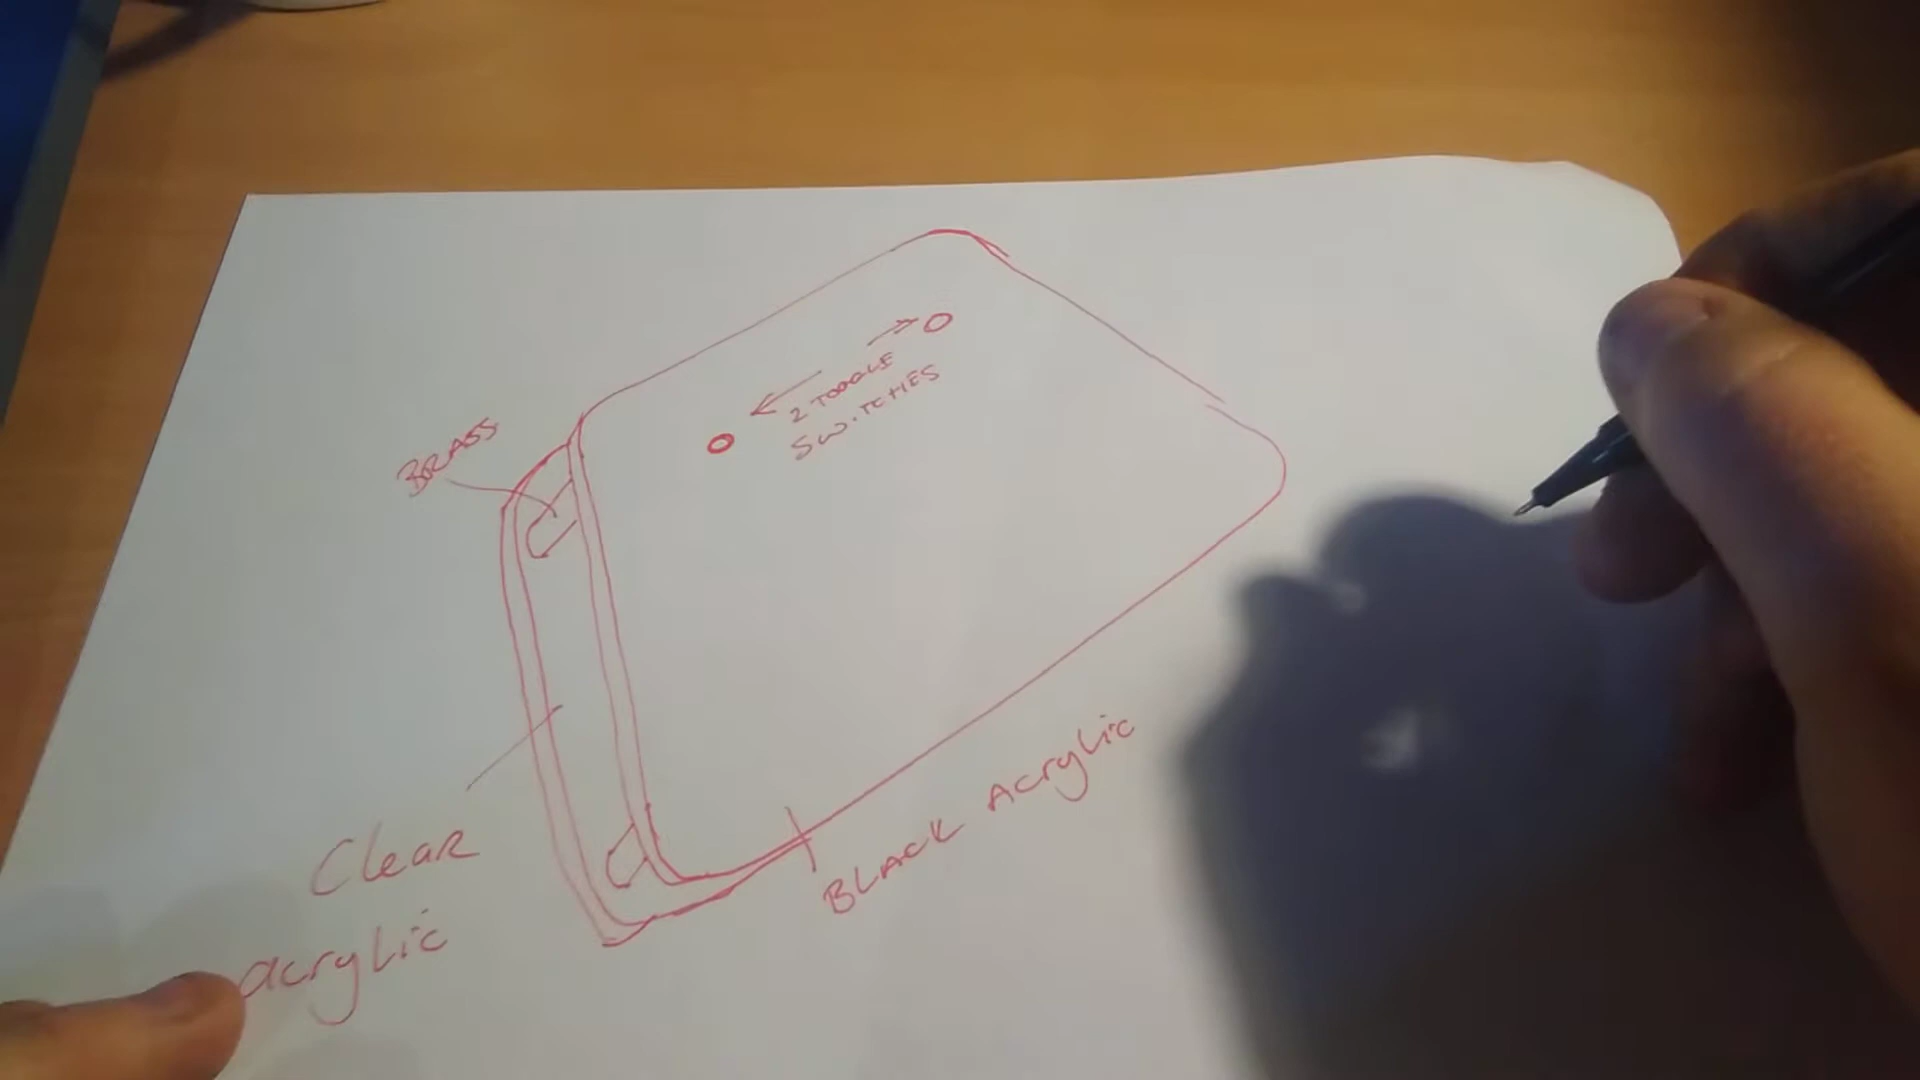 2 TOGGLE
SWITCHES
BRASS
Clear
acrylic
BLACK Acrylic